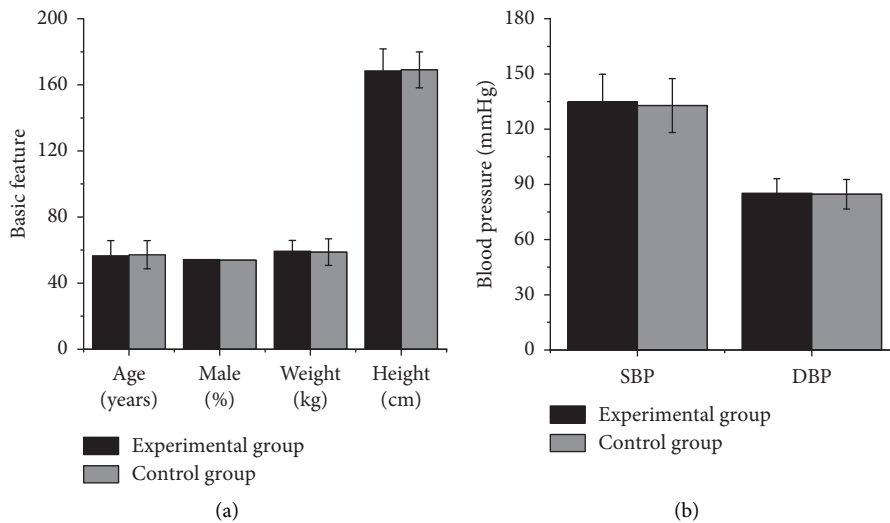 200
160
120
80
40
0
Basic feature
Age
(years)
Male
(%)
Weight
(kg)
Height
(cm)
Experimental group
Control group
(a)
180
150
120
90
60
30
0
Blood pressure (mmHg)
SBP
DBP
Experimental group
Control group
(b)